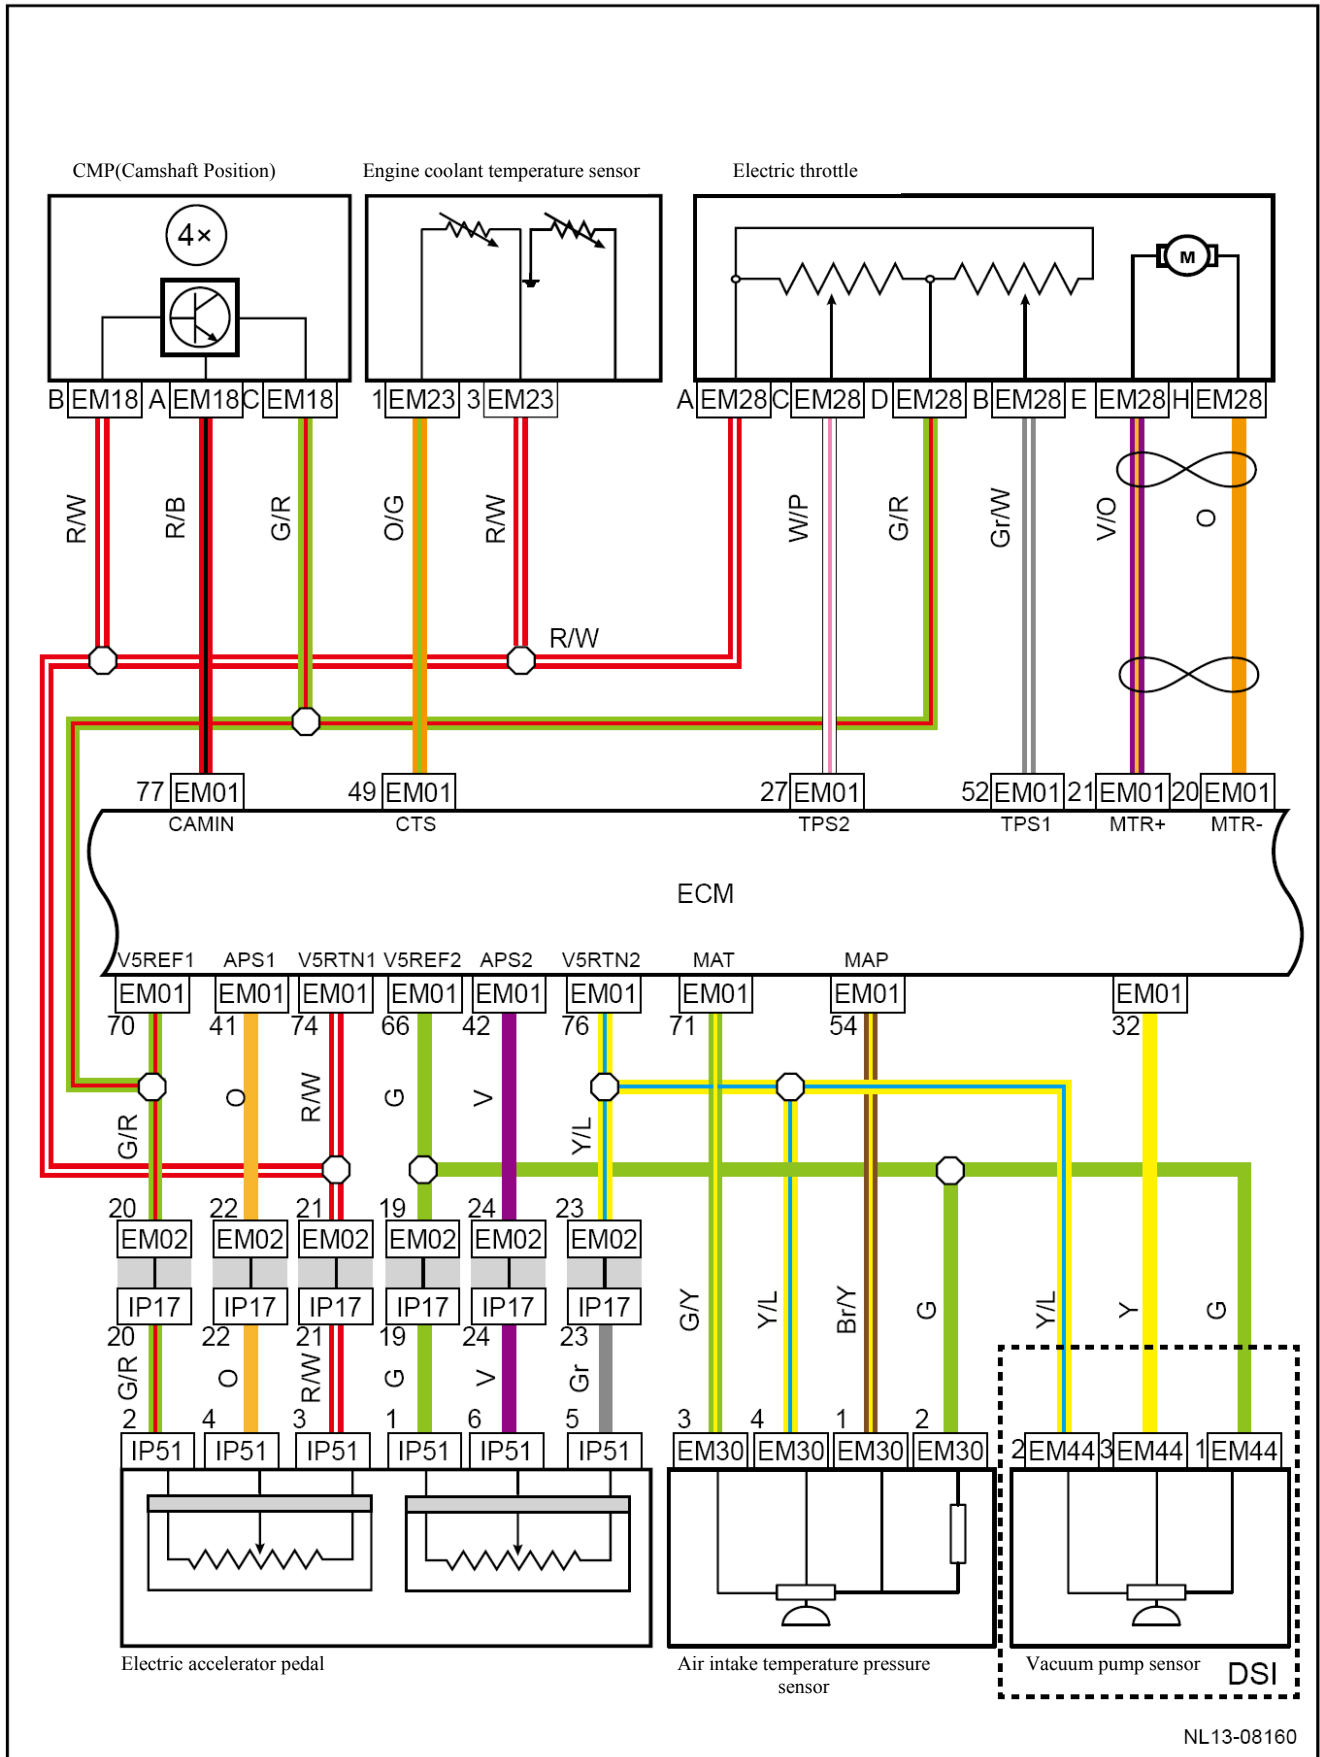 CMP(Camshaft Position) Engine coolant temperature sensor Electric throttle
4×
M
B EM18 A EM18 C EM18 1 EM23 3 EM23 A EM28 C EM28 D EM28 B EM28 E EM28 H EM28
R/W R/B G/R O/G R/W W/P G/R Gr/W V/O O
R/W
77 EM01 49 EM01 27 EM01 52 EM01 21 EM01 20 EM01
CAMIN CTS TPS2 TPS1 MTR+ MTR-
ECM
V5REF1 APS1 V5RTN1 V5REF2 APS2 V5RTN2 MAT MAP
EM01 EM01 EM01 EM01 EM01 EM01 EM01 EM01 EM01
70 41 74 66 42 76 71 54 32
G/R O R/W G V Y/L
20 22 21 19 24 23
EM02 EM02 EM02 EM02 EM02 EM02
IP17 IP17 IP17 IP17 IP17 IP17
20 22 21 19 24 23
G/Y Y/L Br/Y G Y/L Y G
G/R O R/W G V Gr
2 4 3 1 6 5 3 4 1 2
IP51 IP51 IP51 IP51 IP51 IP51 EM30 EM30 EM30 EM30 2 EM44 3 EM44 1 EM44
Electric accelerator pedal Air intake temperature pressure Vacuum pump sensor
sensor
DSI
NL13-08160